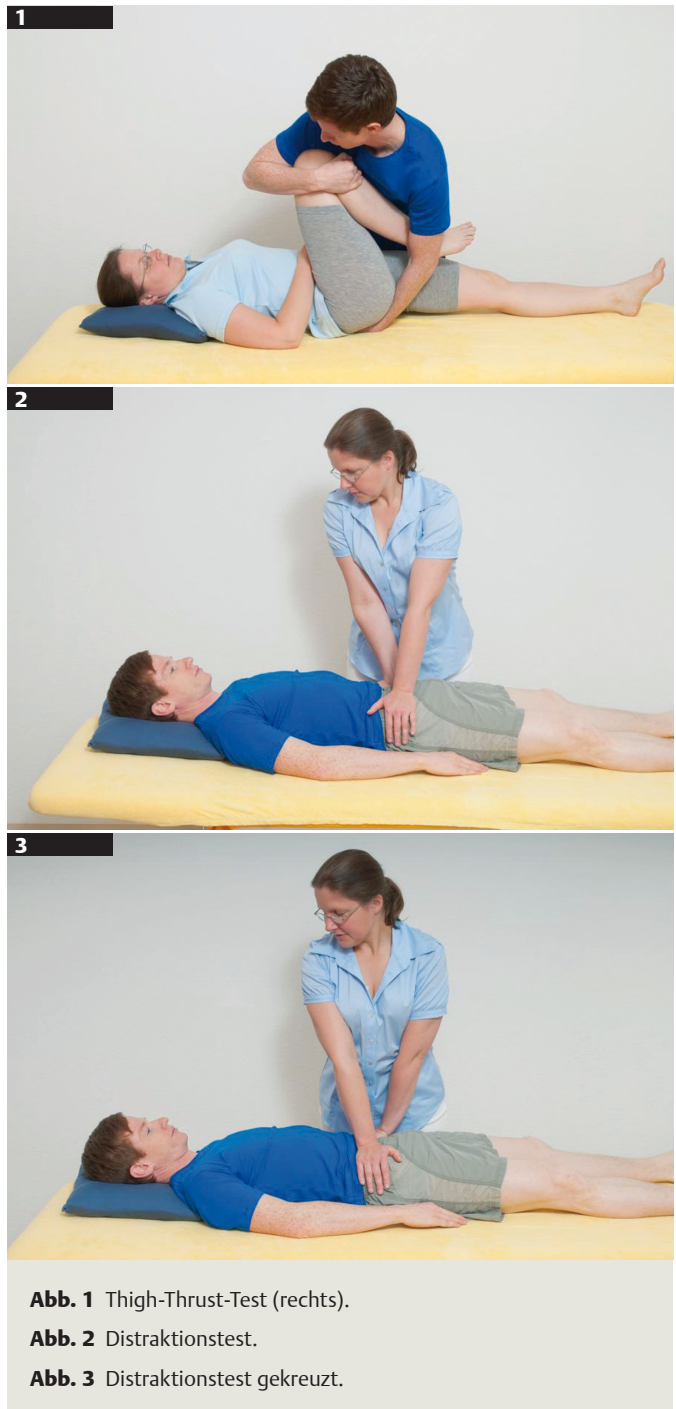 1
2
3
Abb. 1 Thigh-Thrust-Test (rechts).
Abb. 2 Distraktionstest.
Abb. 3 Distraktionstest gekreuzt.